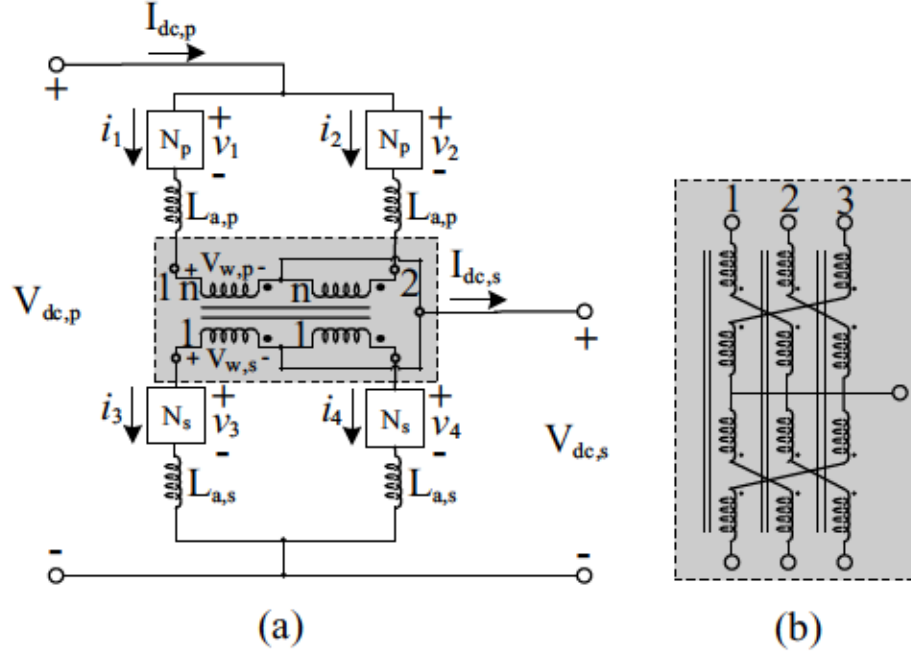 I_dc,p
+
i_1 N_p + v_1 - i_2 N_p + v_2 -
L_a,p L_a,p
1 2 3
1 n + V_w,p - n 2 I_dc,s
V_dc,p
1 + V_w,s - 1 +
i_3 N_s + v_3 - i_4 N_s + v_4 - V_dc,s
L_a,s L_a,s
- -
(a) (b)